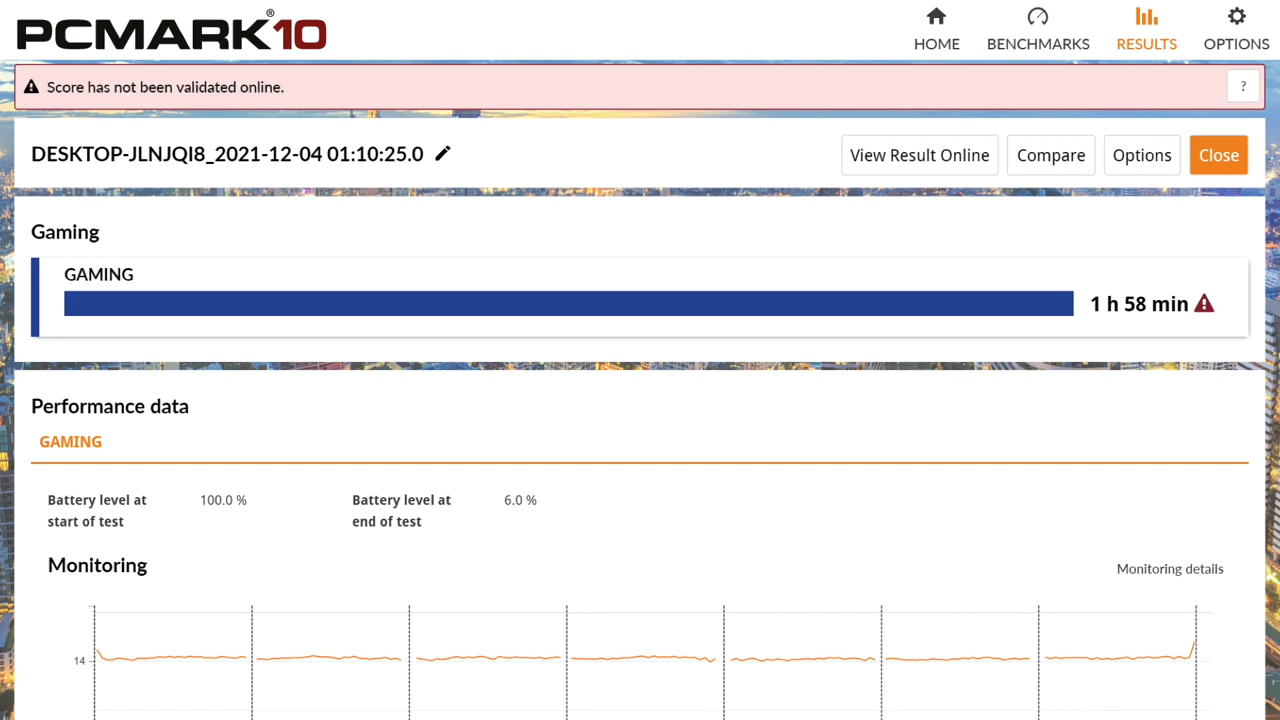 PCMARK®10
HOME
BENCHMARKS
RESULTS
OPTIONS
Score has not been validated online.
?
DESKTOP-JLNJQI8_2021-12-04 01:10:25.0
View Result Online
Compare
Options
Close
Gaming
GAMING
1 h 58 min
Performance data
GAMING
Battery level at
start of test
100.0 %
Battery level at
end of test
6.0 %
Monitoring
Monitoring details
14